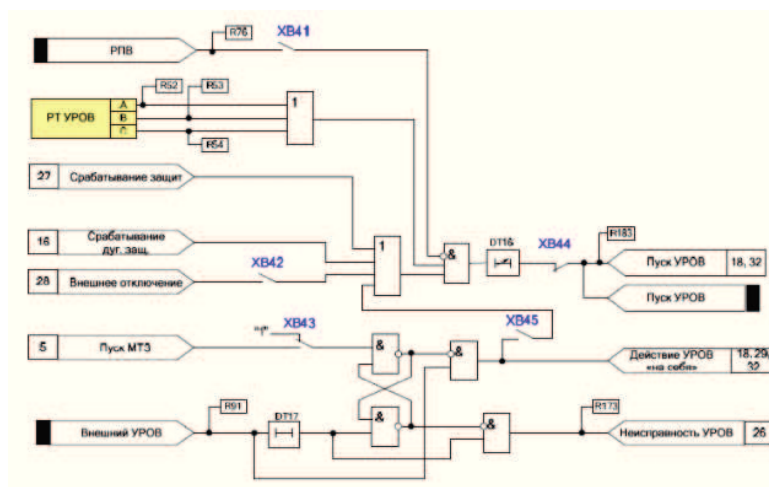 R76
XB41
РПВ
R52
R53
A
РТ УРОВ
B
C
1
R54
27 Срабатывание защит
16 Срабатывание
дуг. защ.
1
&
DT16
XB44
R183
Пуск УРОВ 18, 32
XB42
28 Внешнее отключение
Пуск УРОВ
XB43
XB45
5 Пуск МТЗ
&
&
Действие УРОВ
«на себя»
18, 29,
32
R91
DT17
R173
Внешний УРОВ
&
&
Неисправность УРОВ 26